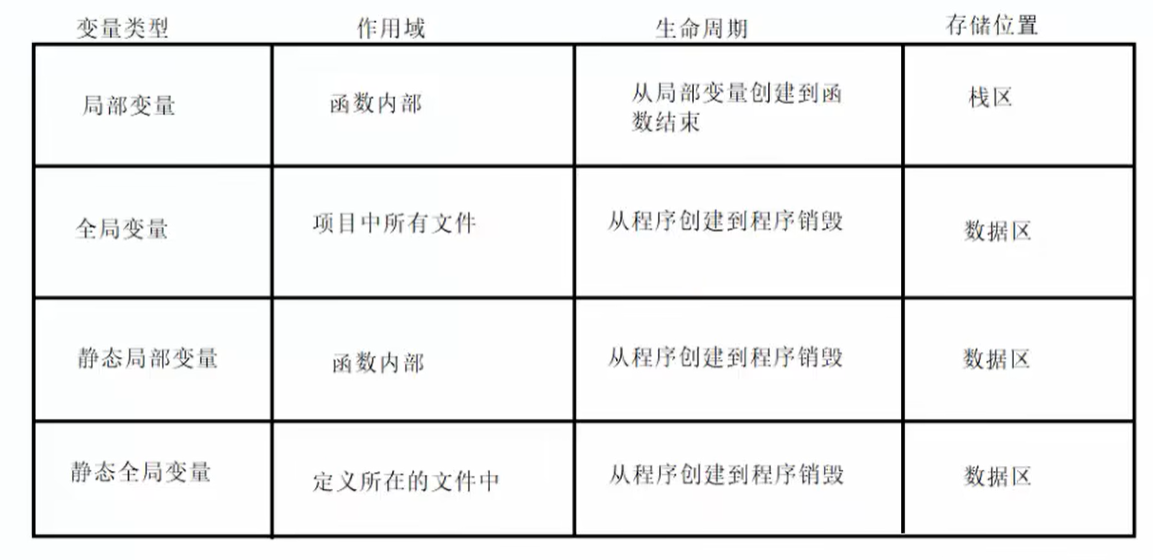 变量类型 作用域 生命周期 存储位置
局部变量 函数内部 从局部变量创建到函 栈区
数结束
全局变量 项目中所有文件 从程序创建到程序销毁 数据区
静态局部变量 函数内部 从程序创建到程序销毁 数据区
静态全局变量 定义所在的文件中 从程序创建到程序销毁 数据区